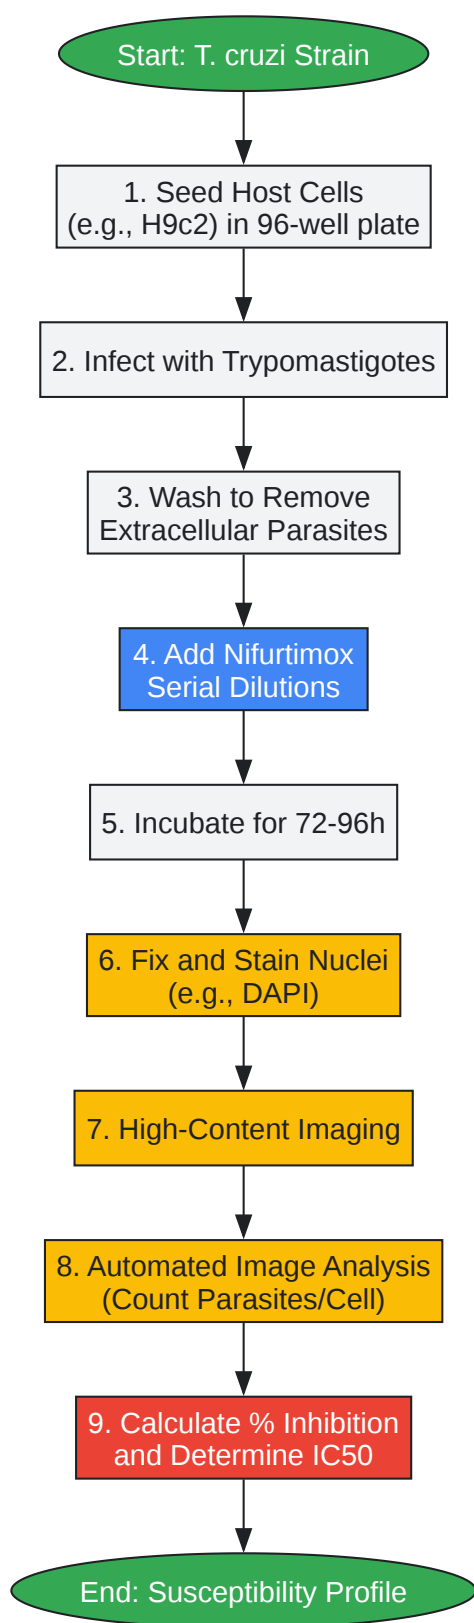 Start: T. cruzi Strain
1. Seed Host Cells
(e.g., H9c2) in 96-well plate
2. Infect with Trypomastigotes
3. Wash to Remove
Extracellular Parasites
4. Add Nifurtimox
Serial Dilutions
5. Incubate for 72-96h
6. Fix and Stain Nuclei
(e.g., DAPI)
7. High-Content Imaging
8. Automated Image Analysis
(Count Parasites/Cell)
9. Calculate % Inhibition
and Determine IC50
End: Susceptibility Profile